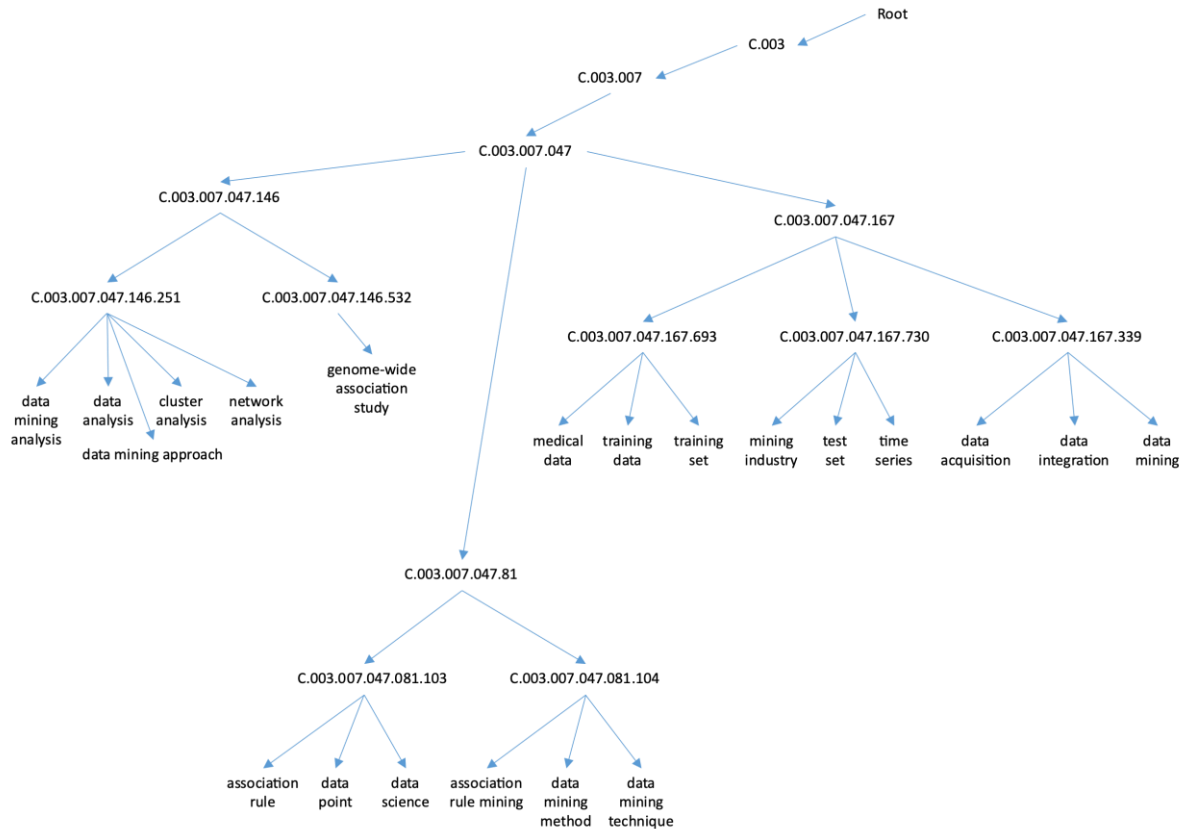 Root
C.003
C.003.007
C.003.007.047
C.003.007.047.146
C.003.007.047.167
C.003.007.047.146.251
C.003.007.047.146.532
C.003.007.047.167.693
C.003.007.047.167.730
C.003.007.047.167.339
data
mining
analysis
data
analysis
cluster
analysis
network
analysis
data mining approach
genome-wide
association
study
medical
data
training
data
training
set
mining
industry
test
set
time
series
data
acquisition
data
integration
data
mining
C.003.007.047.81
C.003.007.047.081.103
C.003.007.047.081.104
association
rule
data
point
data
science
association
rule mining
data
mining
method
data
mining
technique